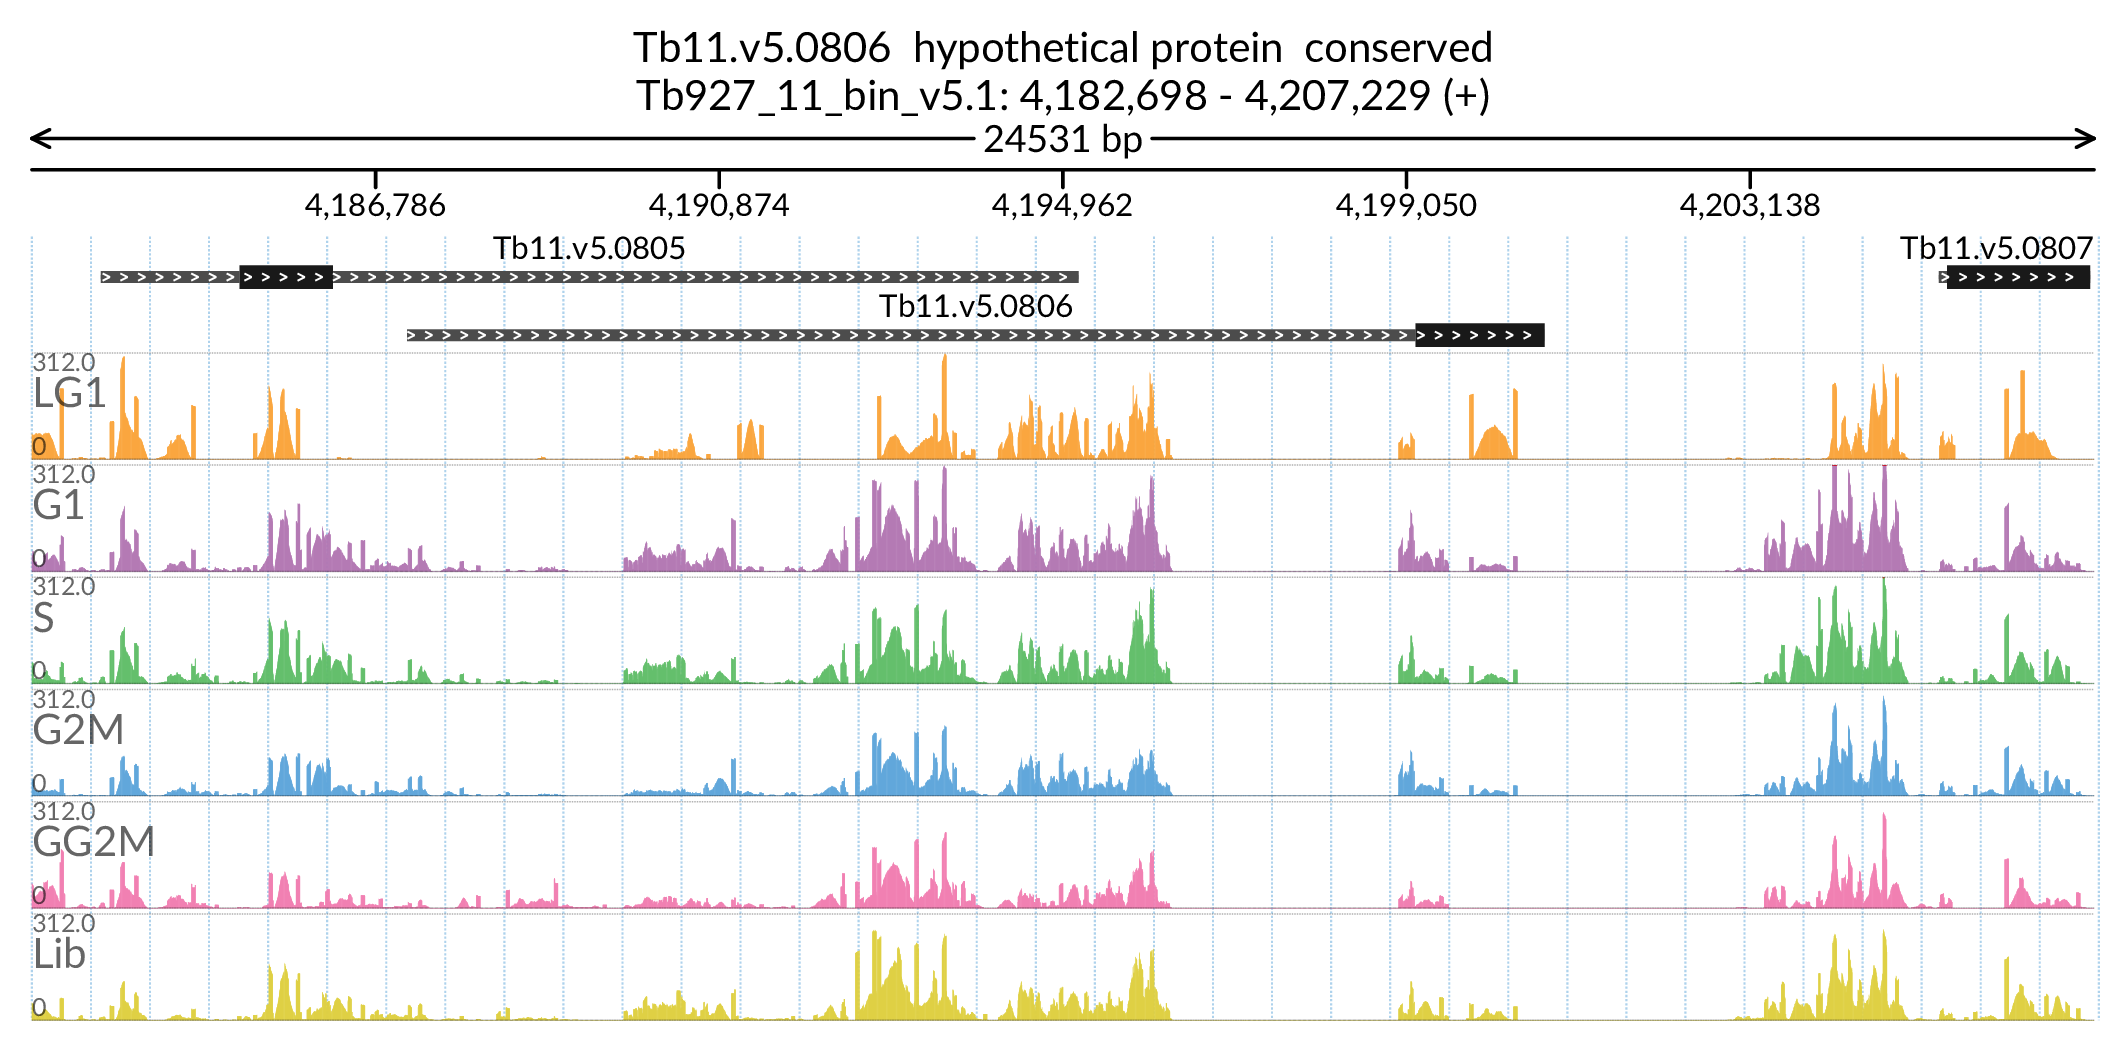 Tb11.v5.0806  hypothetical protein  conserved
Tb927_11_bin_v5.1: 4,182,698 - 4,207,229 (+)
24531 bp
4,186,786 4,190,874 4,194,962 4,199,050 4,203,138
Tb11.v5.0805 Tb11.v5.0807
Tb11.v5.0806
312.0
LG1
0
312.0
G1
0
312.0
S
0
312.0
G2M
0
312.0
GG2M
0
312.0
Lib
0